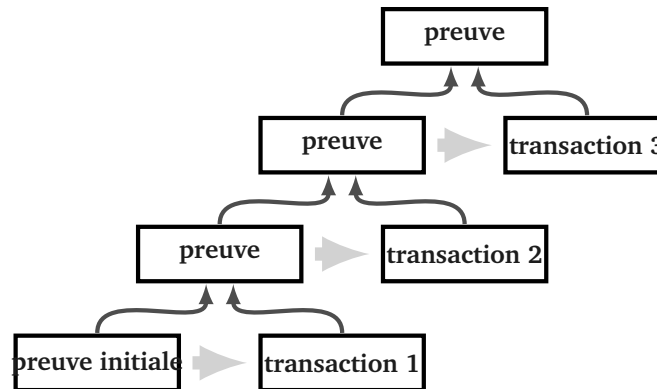 preuve
preuve
transaction 3
preuve
transaction 2
preuve initiale
transaction 1